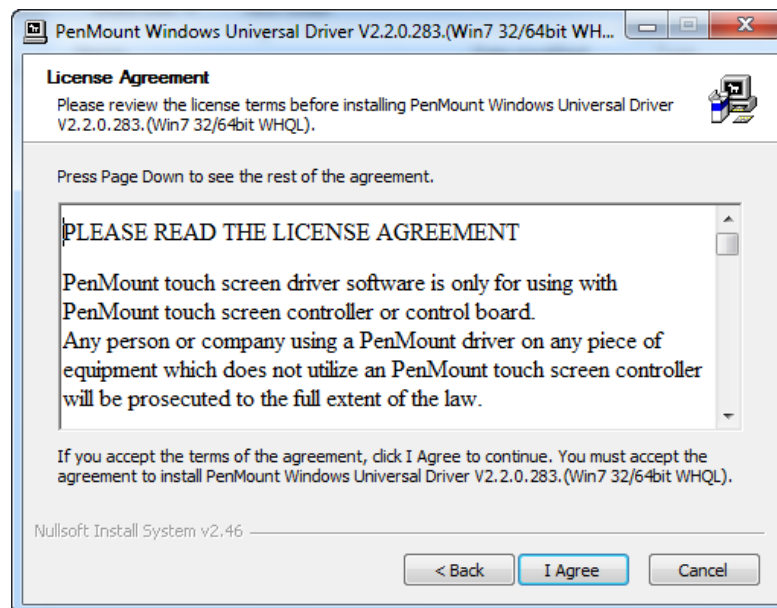 PenMount Windows Universal Driver V2.2.0.283.(Win7 32/64bit WH...
License Agreement
Please review the license terms before installing PenMount Windows Universal Driver
V2.2.0.283.(Win7 32/64bit WHQL).
Press Page Down to see the rest of the agreement.
PLEASE READ THE LICENSE AGREEMENT
PenMount touch screen driver software is only for using with
PenMount touch screen controller or control board.
Any person or company using a PenMount driver on any piece of
equipment which does not utilize an PenMount touch screen controller
will be prosecuted to the full extent of the law.
If you accept the terms of the agreement, click I Agree to continue. You must accept the
agreement to install PenMount Windows Universal Driver V2.2.0.283.(Win7 32/64bit WHQL).
Nullsoft Install System v2.46
< Back I Agree Cancel